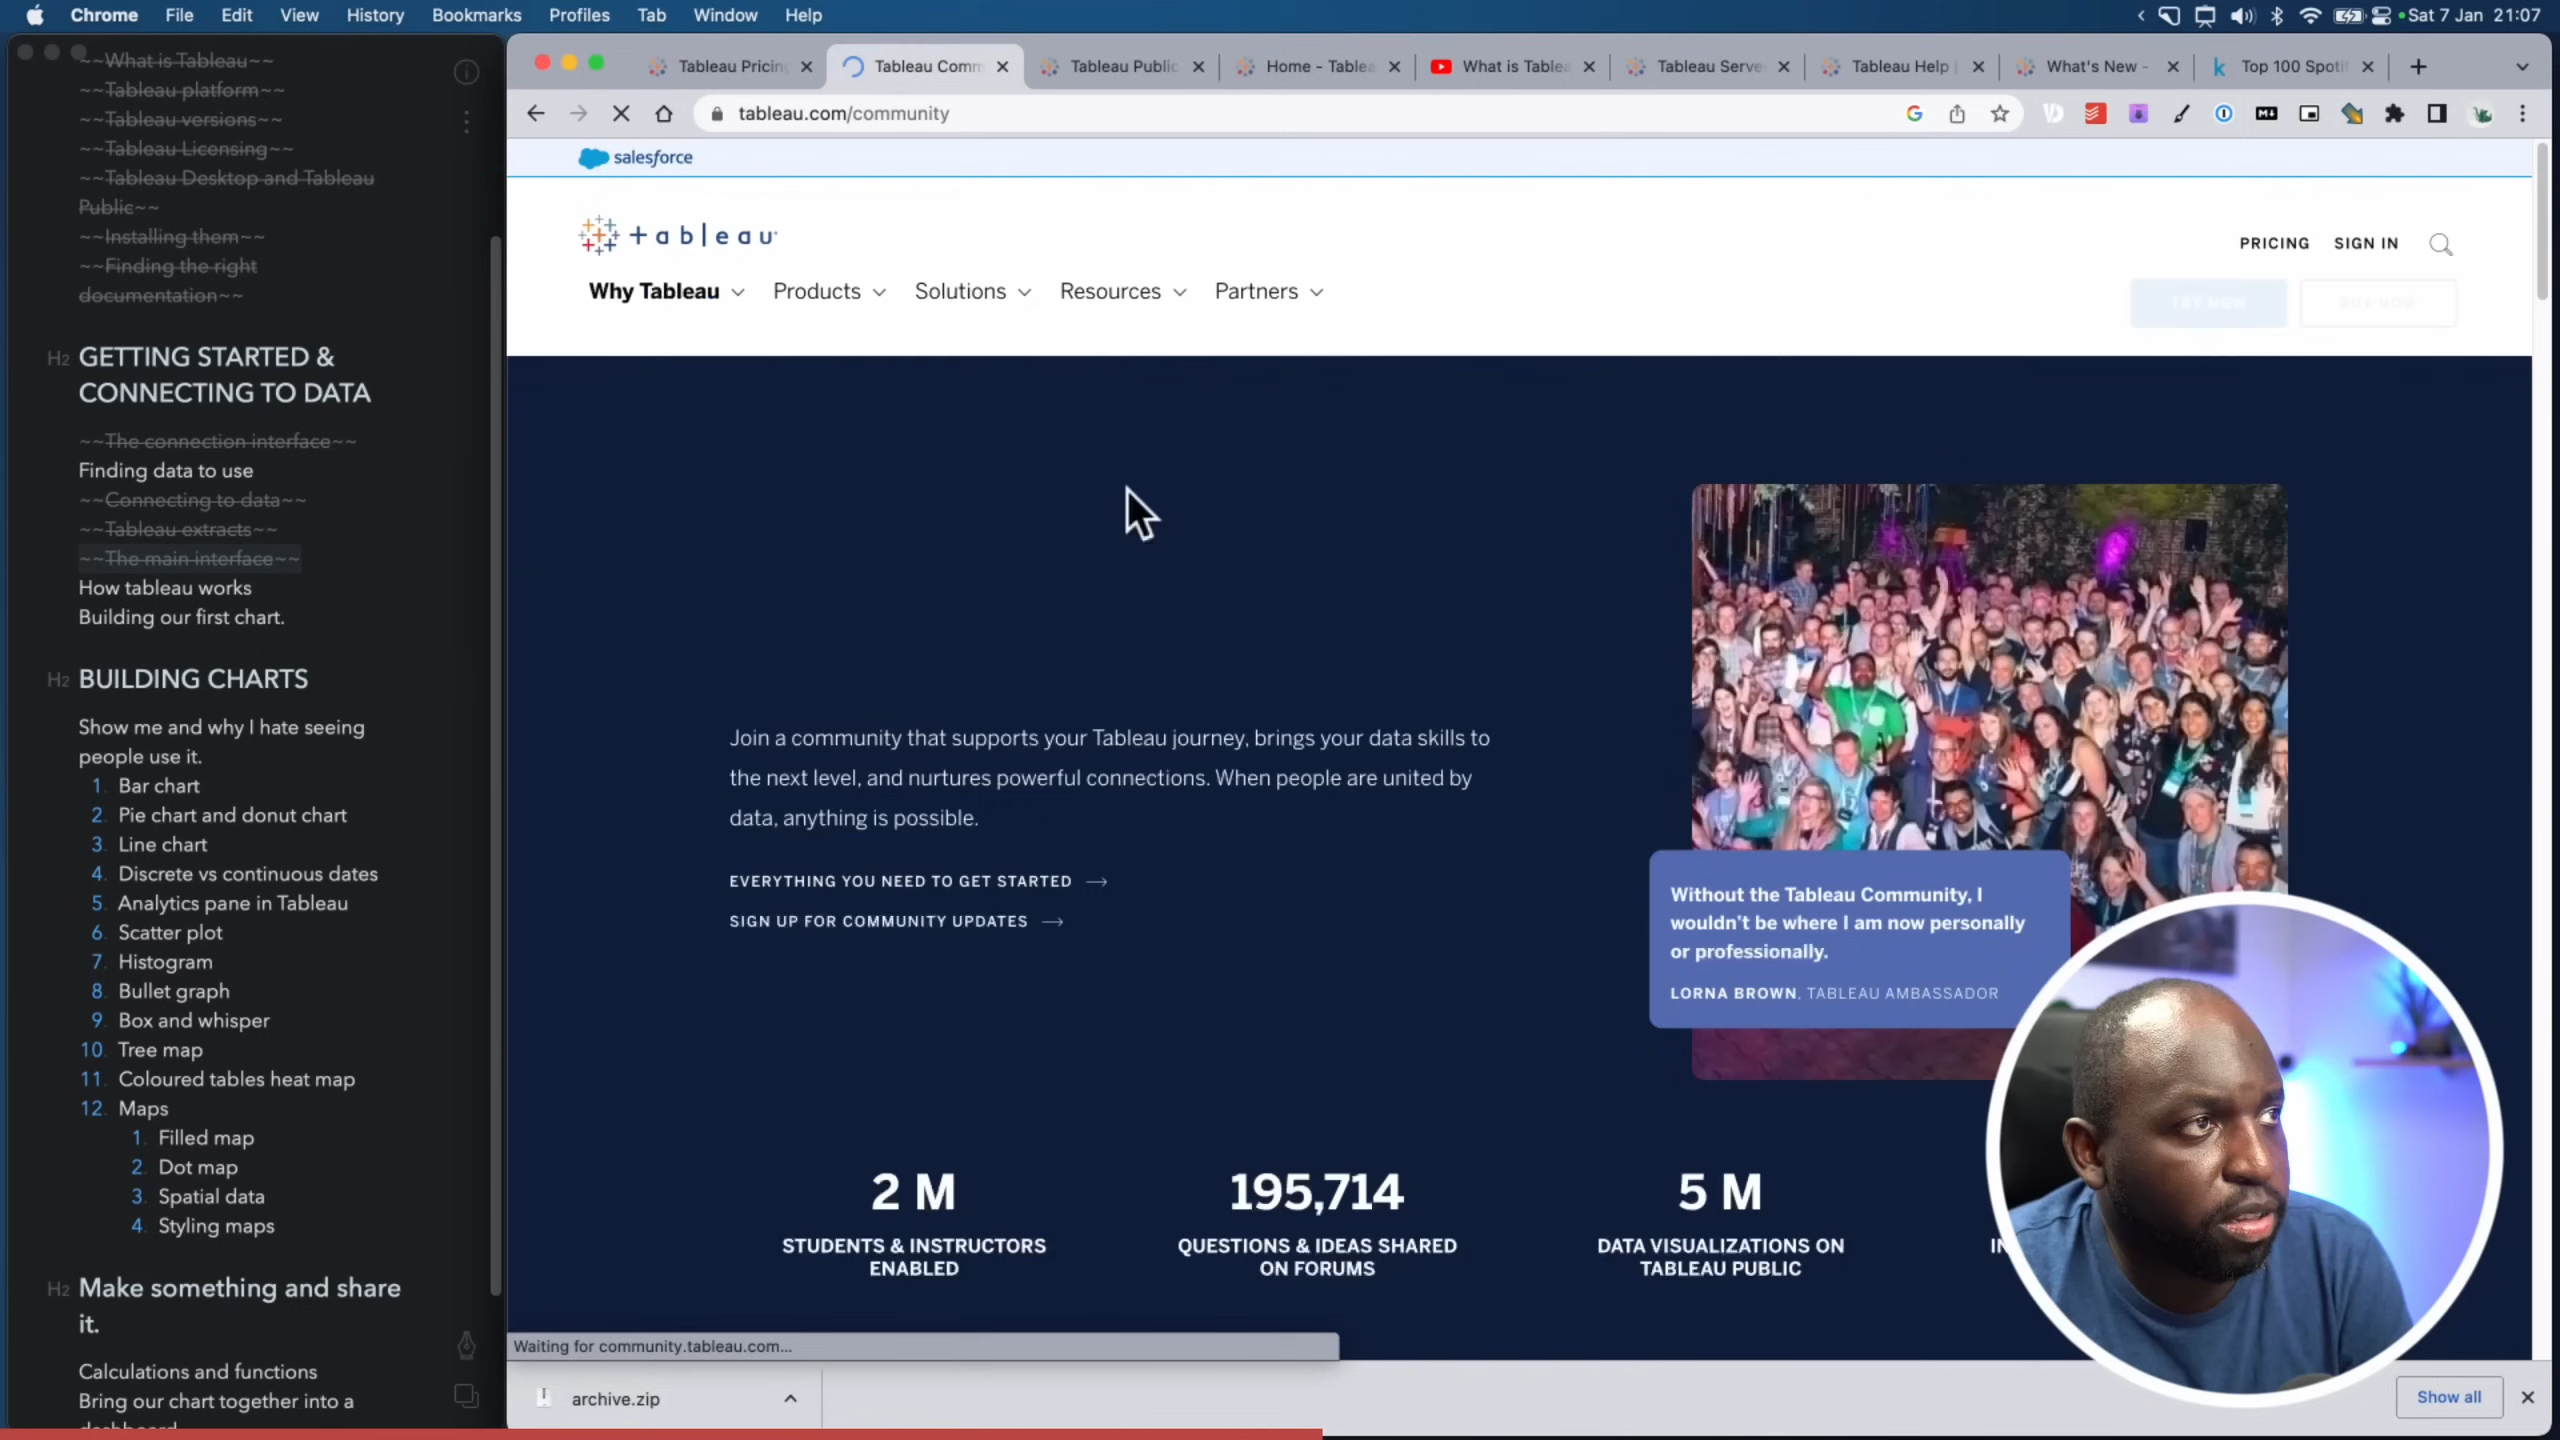 Chrome File Edit View History Bookmarks Profiles Tab Window Help
Sat 7 Jan 21:07
~~What is Tableau~~
~~Tableau platform~~
~~Tableau versions~~
~~Tableau Licensing~~
~~Tableau Desktop and Tableau
Public~~
~~Installing them~~
~~Finding the right
documentation~~
H2 GETTING STARTED &
CONNECTING TO DATA
~~The connection interface~~
Finding data to use
~~Connecting to data~~
~~Tableau extracts~~
~~The main interface~~
How tableau works
Building our first chart.
H2 BUILDING CHARTS
Show me and why I hate seeing
people use it.
1. Bar chart
2. Pie chart and donut chart
3. Line chart
4. Discrete vs continuous dates
5. Analytics pane in Tableau
6. Scatter plot
7. Histogram
8. Bullet graph
9. Box and whisper
10. Tree map
11. Coloured tables heat map
12. Maps
1. Filled map
2. Dot map
3. Spatial data
4. Styling maps
H2 Make something and share
it.
Calculations and functions
Bring our chart together into a
dashboard
Tableau Pricing Tableau Comm Tableau Public Home - Tablea What is Tablea Tableau Serve Tableau Help | What's New - Top 100 Spoti
tableau.com/community
salesforce
+ a b l e a u
PRICING SIGN IN
Why Tableau Products Solutions Resources Partners
TRY NOW BUY NOW
Join a community that supports your Tableau journey, brings your data skills to
the next level, and nurtures powerful connections. When people are united by
data, anything is possible.
EVERYTHING YOU NEED TO GET STARTED
SIGN UP FOR COMMUNITY UPDATES
Without the Tableau Community, I
wouldn't be where I am now personally
or professionally.
LORNA BROWN, TABLEAU AMBASSADOR
2 M
STUDENTS & INSTRUCTORS
ENABLED
195,714
QUESTIONS & IDEAS SHARED
ON FORUMS
5 M
DATA VISUALIZATIONS ON
TABLEAU PUBLIC
IN
Waiting for community.tableau.com...
archive.zip
Show all